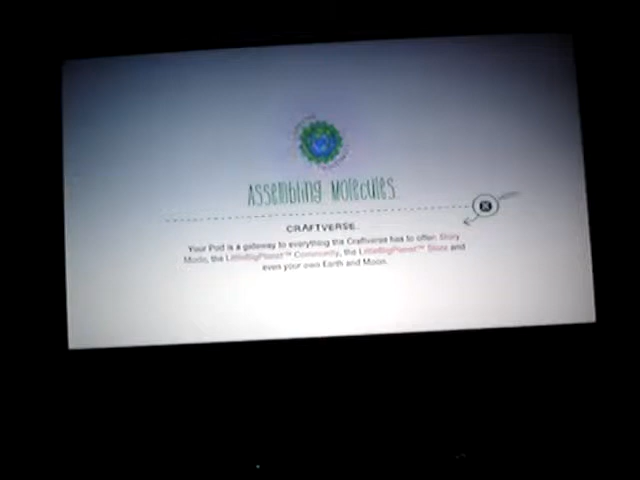 Assembling Molecules
CRAFTVERSE.
Your Pod is a gateway to everything the Craftverse has to offer: Story
Mode, the LittleBigPlanet™ Community, the LittleBigPlanet™ Store and
even your own Earth and Moon.